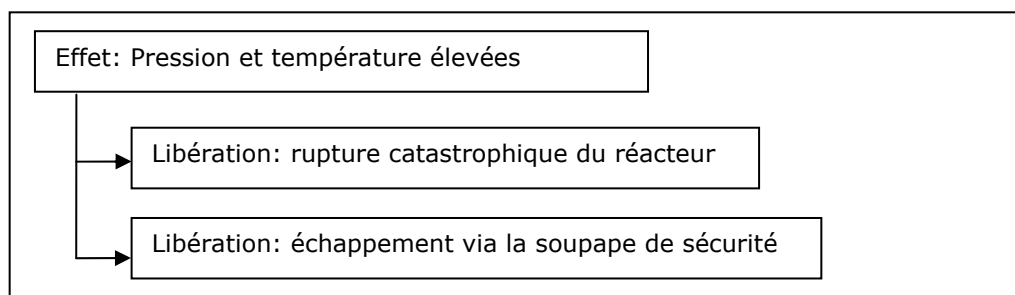 Effet: Pression et température élevées
Libération: rupture catastrophique du réacteur
Libération: échappement via la soupape de sécurité